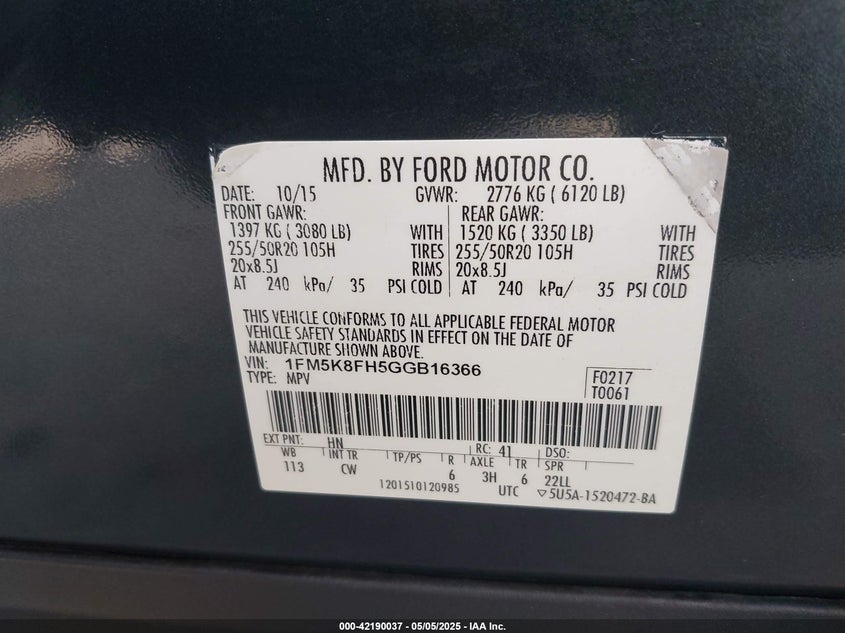 MFD. BY FORD MOTOR CO.
DATE: 10/15 GVWR: 2776 KG ( 6120 LB)
FRONT GAWR: REAR GAWR:
1397 KG ( 3080 LB) WITH 1520 KG ( 3350 LB) WITH
255/50R20 105H TIRES 255/50R20 105H TIRES
20x8.5J RIMS 20x8.5J RIMS
AT 240 kPa/ 35 PSI COLD AT 240 kPa/ 35 PSI COLD
THIS VEHICLE CONFORMS TO ALL APPLICABLE FEDERAL MOTOR
VEHICLE SAFETY STANDARDS IN EFFECT ON THE DATE OF
MANUFACTURE SHOWN ABOVE.
VIN: 1FM5K8FH5GGB16366
TYPE: MPV
F0217
T0061
EXT PNT: HN RC: 41 DSO:
WB INT TR TP/PS R AXLE TR SPR
113 CW 6 3H 6 22LL
1201510120985 UTC ▽5U5A-1520472-BA
000-42190037 - 05/05/2025 - IAA Inc.